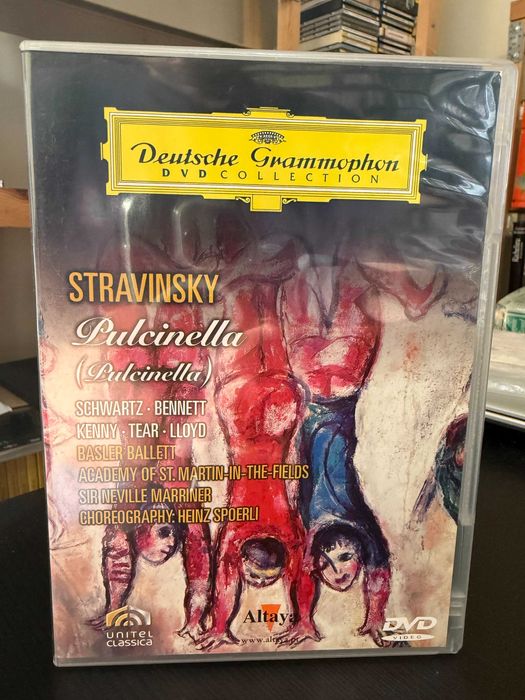 Deutsche Grammophon
DVD COLLECTION
STRAVINSKY
Pulcinella
(Pulcinella)
SCHWARTZ · BENNETT
KENNY · TEAR · LLOYD
BASLER BALLETT
ACADEMY OF ST. MARTIN-IN-THE-FIELDS
SIR NEVILLE MARRINER
CHOREOGRAPHY: HEINZ SPOERLI
UNITEL
CLASSICA
Altaya
DVD
VIDEO